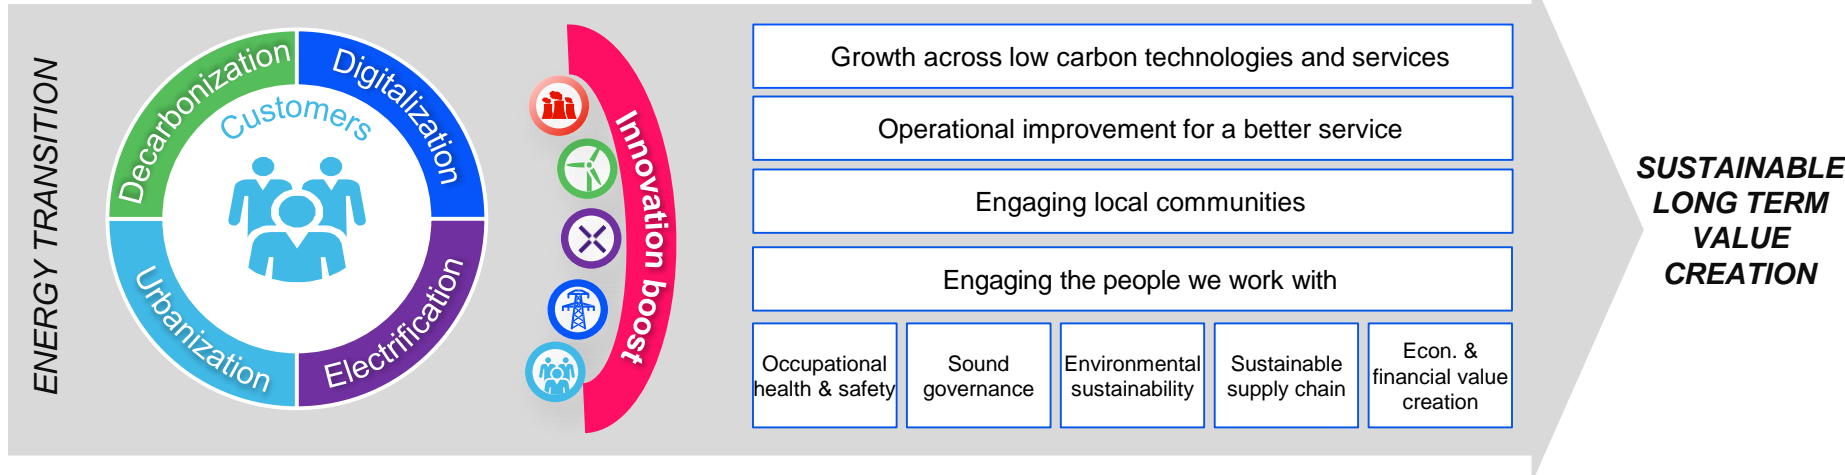 ENERGY TRANSITION
Decarbonization
Digitalization
Customers
Urbanization
Electrification
Innovation boost
Growth across low carbon technologies and services
Operational improvement for a better service
Engaging local communities
Engaging the people we work with
Occupational
health & safety
Sound
governance
Environmental
sustainability
Sustainable
supply chain
Econ. &
financial value
creation
SUSTAINABLE
LONG TERM
VALUE
CREATION